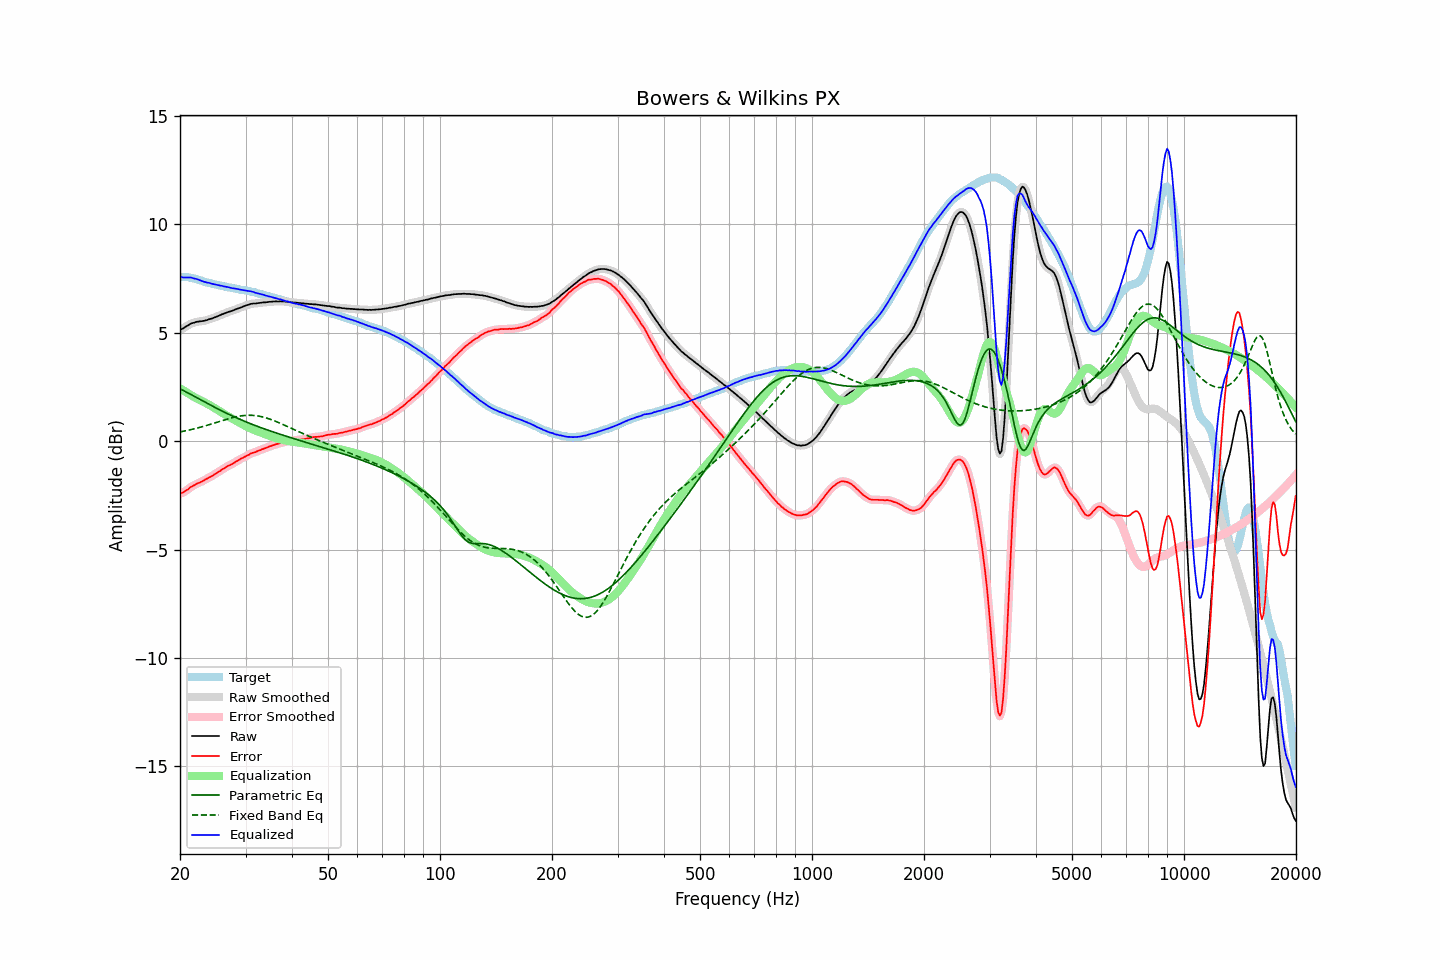 Bowers & Wilkins PX
Amplitude (dBr)
15
10
5
0
−5
−10
−15
Target
Raw Smoothed
Error Smoothed
Raw
Error
Equalization
Parametric Eq
Fixed Band Eq
Equalized
20 50 100 200 500 1000 2000 5000 10000 20000
Frequency (Hz)